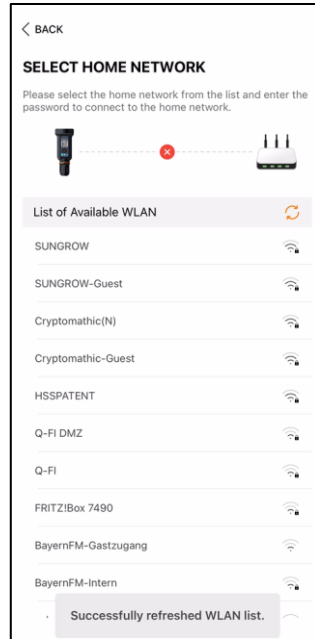 BACK
SELECT HOME NETWORK
Please select the home network from the list and enter the
password to connect to the home network.
List of Available WLAN
SUNGROW
SUNGROW-Guest
Cryptomathic(N)
Cryptomathic-Guest
HSSPATENT
Q-FI DMZ
Q-FI
FRITZ!Box 7490
BayernFM-Gastzugang
BayernFM-Intern
Successfully refreshed WLAN list.